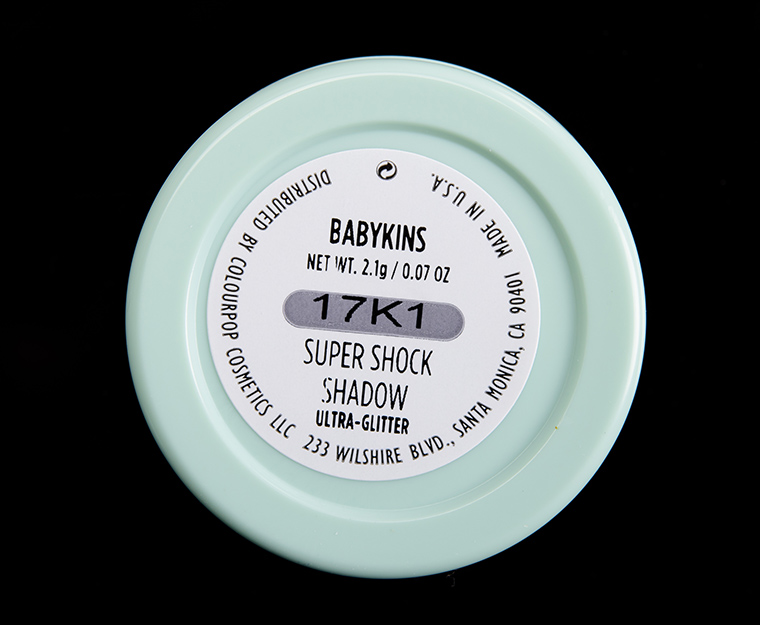 BABYKINS
NET WT. 2.1g / 0.07 OZ
17K1
SUPER SHOCK
SHADOW
ULTRA-GLITTER
DISTRIBUTED BY COLOURPOP COSMETICS LLC 233 WILSHIRE BLVD., SANTA MONICA, CA 90401 MADE IN U.S.A.